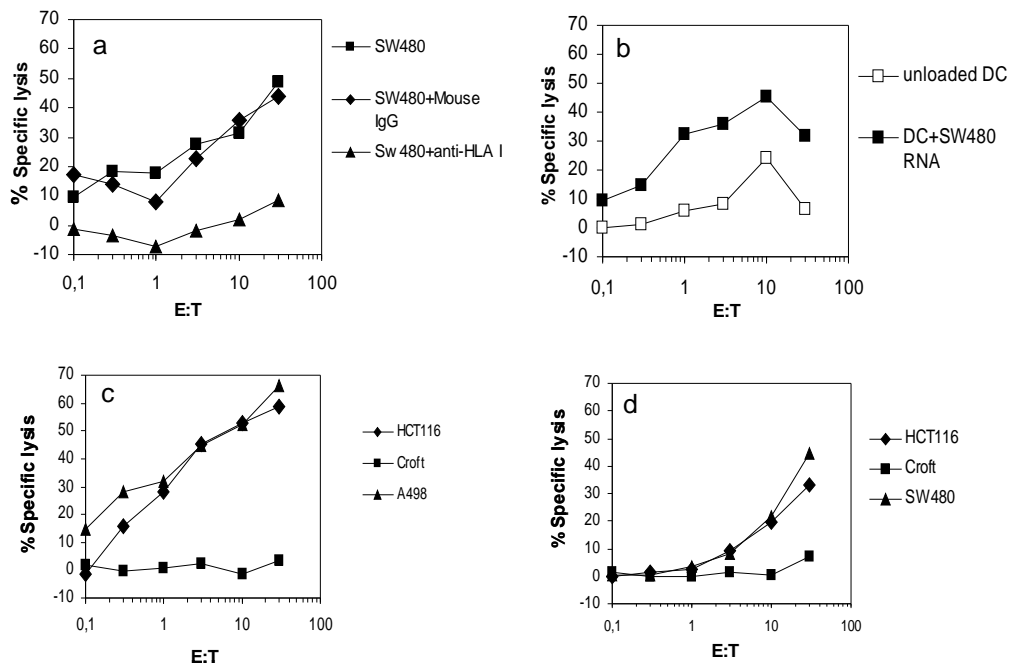 a
70
60
50
40
30
20
10
0
-10
% Specific lysis
0,1
1
10
100
E:T
SW480
SW480+Mouse
IgG
Sw 480+anti-HLA I
b
70
60
50
40
30
20
10
0
-10
% Specific lysis
0,1
1
10
100
E:T
unloaded DC
DC+SW480
RNA
c
70
60
50
40
30
20
10
0
-10
% Specific lysis
0,1
1
10
100
E:T
HCT116
Croft
A498
d
70
60
50
40
30
20
10
0
-10
% Specific lysis
0,1
1
10
100
E:T
HCT116
Croft
SW480